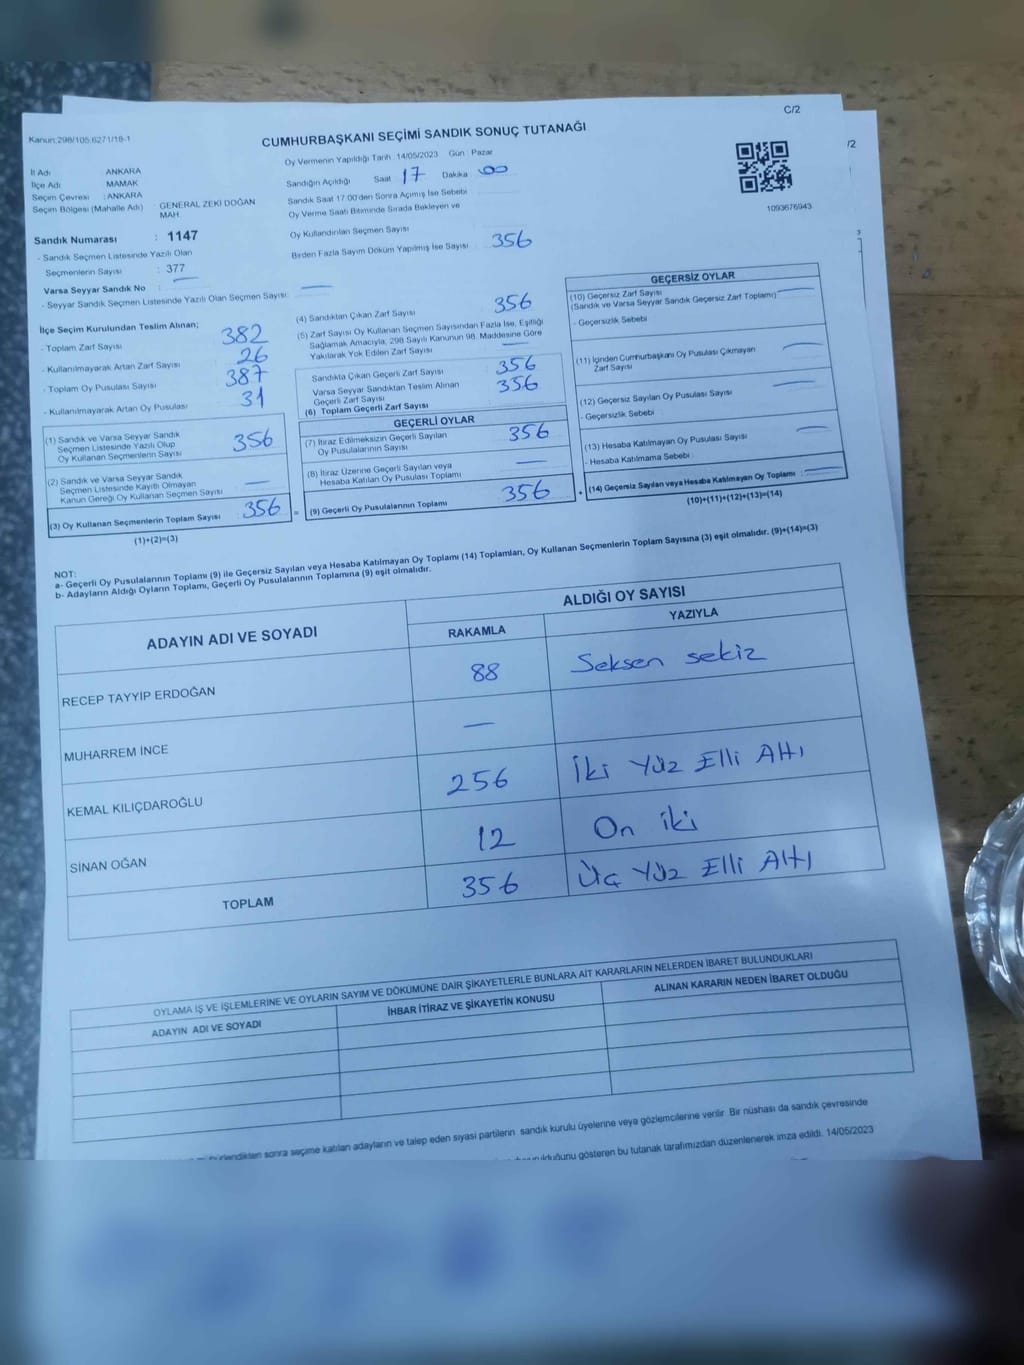 C/2
Kanun:298/105,6271/18-1
CUMHURBAŞKANI SEÇİMİ SANDIK SONUÇ TUTANAĞI
İl Adı : ANKARA
İlçe Adı : MAMAK
Seçim Çevresi : ANKARA
Seçim Bölgesi (Mahalle Adı) : GENERAL ZEKİ DOĞAN MAH.
Sandık Numarası : 1147
- Sandık Seçmen Listesinde Yazılı Olan
Seçmenlerin Sayısı : 377
Varsa Seyyar Sandık No : —
- Seyyar Sandık Seçmen Listesinde Yazılı Olan Seçmen Sayısı: —
Oy Vermenin Yapıldığı Tarih : 14/05/2023 Gün : Pazar
Sandığın Açıldığı Saat 17 Dakika 00
Sandık Saat 17:00'den Sonra Açımış İse Sebebi
Oy Verme Saati Bitiminde Sırada Bekleyen ve
Oy Kullandırılan Seçmen Sayısı
Birden Fazla Sayım Döküm Yapılmış İse Sayısı 356
1093676943
/2
İlçe Seçim Kurulundan Teslim Alınan;
- Toplam Zarf Sayısı 382
- Kullanılmayarak Artan Zarf Sayısı 26
- Toplam Oy Pusulası Sayısı 387
- Kullanılmayarak Artan Oy Pusulası 31
(1) Sandık ve Varsa Seyyar Sandık
Seçmen Listesinde Yazılı Olup
Oy Kullanan Seçmenlerin Sayısı 356
(2) Sandık ve Varsa Seyyar Sandık
Seçmen Listesinde Kayıtlı Olmayan
Kanun Gereği Oy Kullanan Seçmen Sayısı —
(3) Oy Kullanan Seçmenlerin Toplam Sayısı 356 =
(1)+(2)=(3)
(4) Sandıktan Çıkan Zarf Sayısı 356
(5) Zarf Sayısı Oy Kullanan Seçmen Sayısından Fazla İse, Eşitliği
Sağlamak Amacıyla, 298 Sayılı Kanunun 98. Maddesine Göre
Yakılarak Yok Edilen Zarf Sayısı —
Sandıkta Çıkan Geçerli Zarf Sayısı 356
Varsa Seyyar Sandıktan Teslim Alınan
Geçerli Zarf Sayısı 356
(6) Toplam Geçerli Zarf Sayısı
GEÇERLİ OYLAR
(7) İtiraz Edilmeksizin Geçerli Sayılan
Oy Pusulalarının Sayısı 356
(8) İtiraz Üzerine Geçerli Sayılan veya
Hesaba Katılan Oy Pusulası Toplamı —
(9) Geçerli Oy Pusulalarının Toplamı 356 +
GEÇERSİZ OYLAR
(10) Geçersiz Zarf Sayısı —
(Sandık ve Varsa Seyyar Sandık Geçersiz Zarf Toplamı)
- Geçersizlik Sebebi
(11) İçinden Cumhurbaşkanı Oy Pusulası Çıkmayan
Zarf Sayısı —
(12) Geçersiz Sayılan Oy Pusulası Sayısı —
- Geçersizlik Sebebi
(13) Hesaba Katılmayan Oy Pusulası Sayısı —
- Hesaba Katılmama Sebebi
(14) Geçersiz Sayılan veya Hesaba Katılmayan Oy Toplamı : —
(10)+(11)+(12)+(13)=(14)
NOT:
a- Geçerli Oy Pusulalarının Toplamı (9) ile Geçersiz Sayılan veya Hesaba Katılmayan Oy Toplamı (14) Toplamları, Oy Kullanan Seçmenlerin Toplam Sayısına (3) eşit olmalıdır. (9)+(14)=(3)
b- Adayların Aldığı Oyların Toplamı, Geçerli Oy Pusulalarının Toplamına (9) eşit olmalıdır.
ADAYIN ADI VE SOYADI
ALDIĞI OY SAYISI
RAKAMLA YAZIYLA
RECEP TAYYIP ERDOĞAN 88 Seksen sekiz
MUHARREM İNCE —
KEMAL KILIÇDAROĞLU 256 İki Yüz Elli Altı
SİNAN OĞAN 12 On iki
TOPLAM 356 Üç Yüz Elli Altı
OYLAMA İŞ VE İŞLEMLERİNE VE OYLARIN SAYIM VE DÖKÜMÜNE DAİR ŞİKAYETLERLE BUNLARA AİT KARARLARIN NELERDEN İBARET BULUNDUKLARI
ADAYIN ADI VE SOYADI İHBAR İTİRAZ VE ŞİKAYETİN KONUSU ALINAN KARARIN NEDEN İBARET OLDUĞU
sonra seçime katılan adayların ve talep eden siyasi partilerin sandık kurulu üyelerine veya gözlemcilerine verilir. Bir nüshası da sandık çevresinde
gösteren bu tutanak tarafımızdan düzenlenerek imza edildi. 14/05/2023